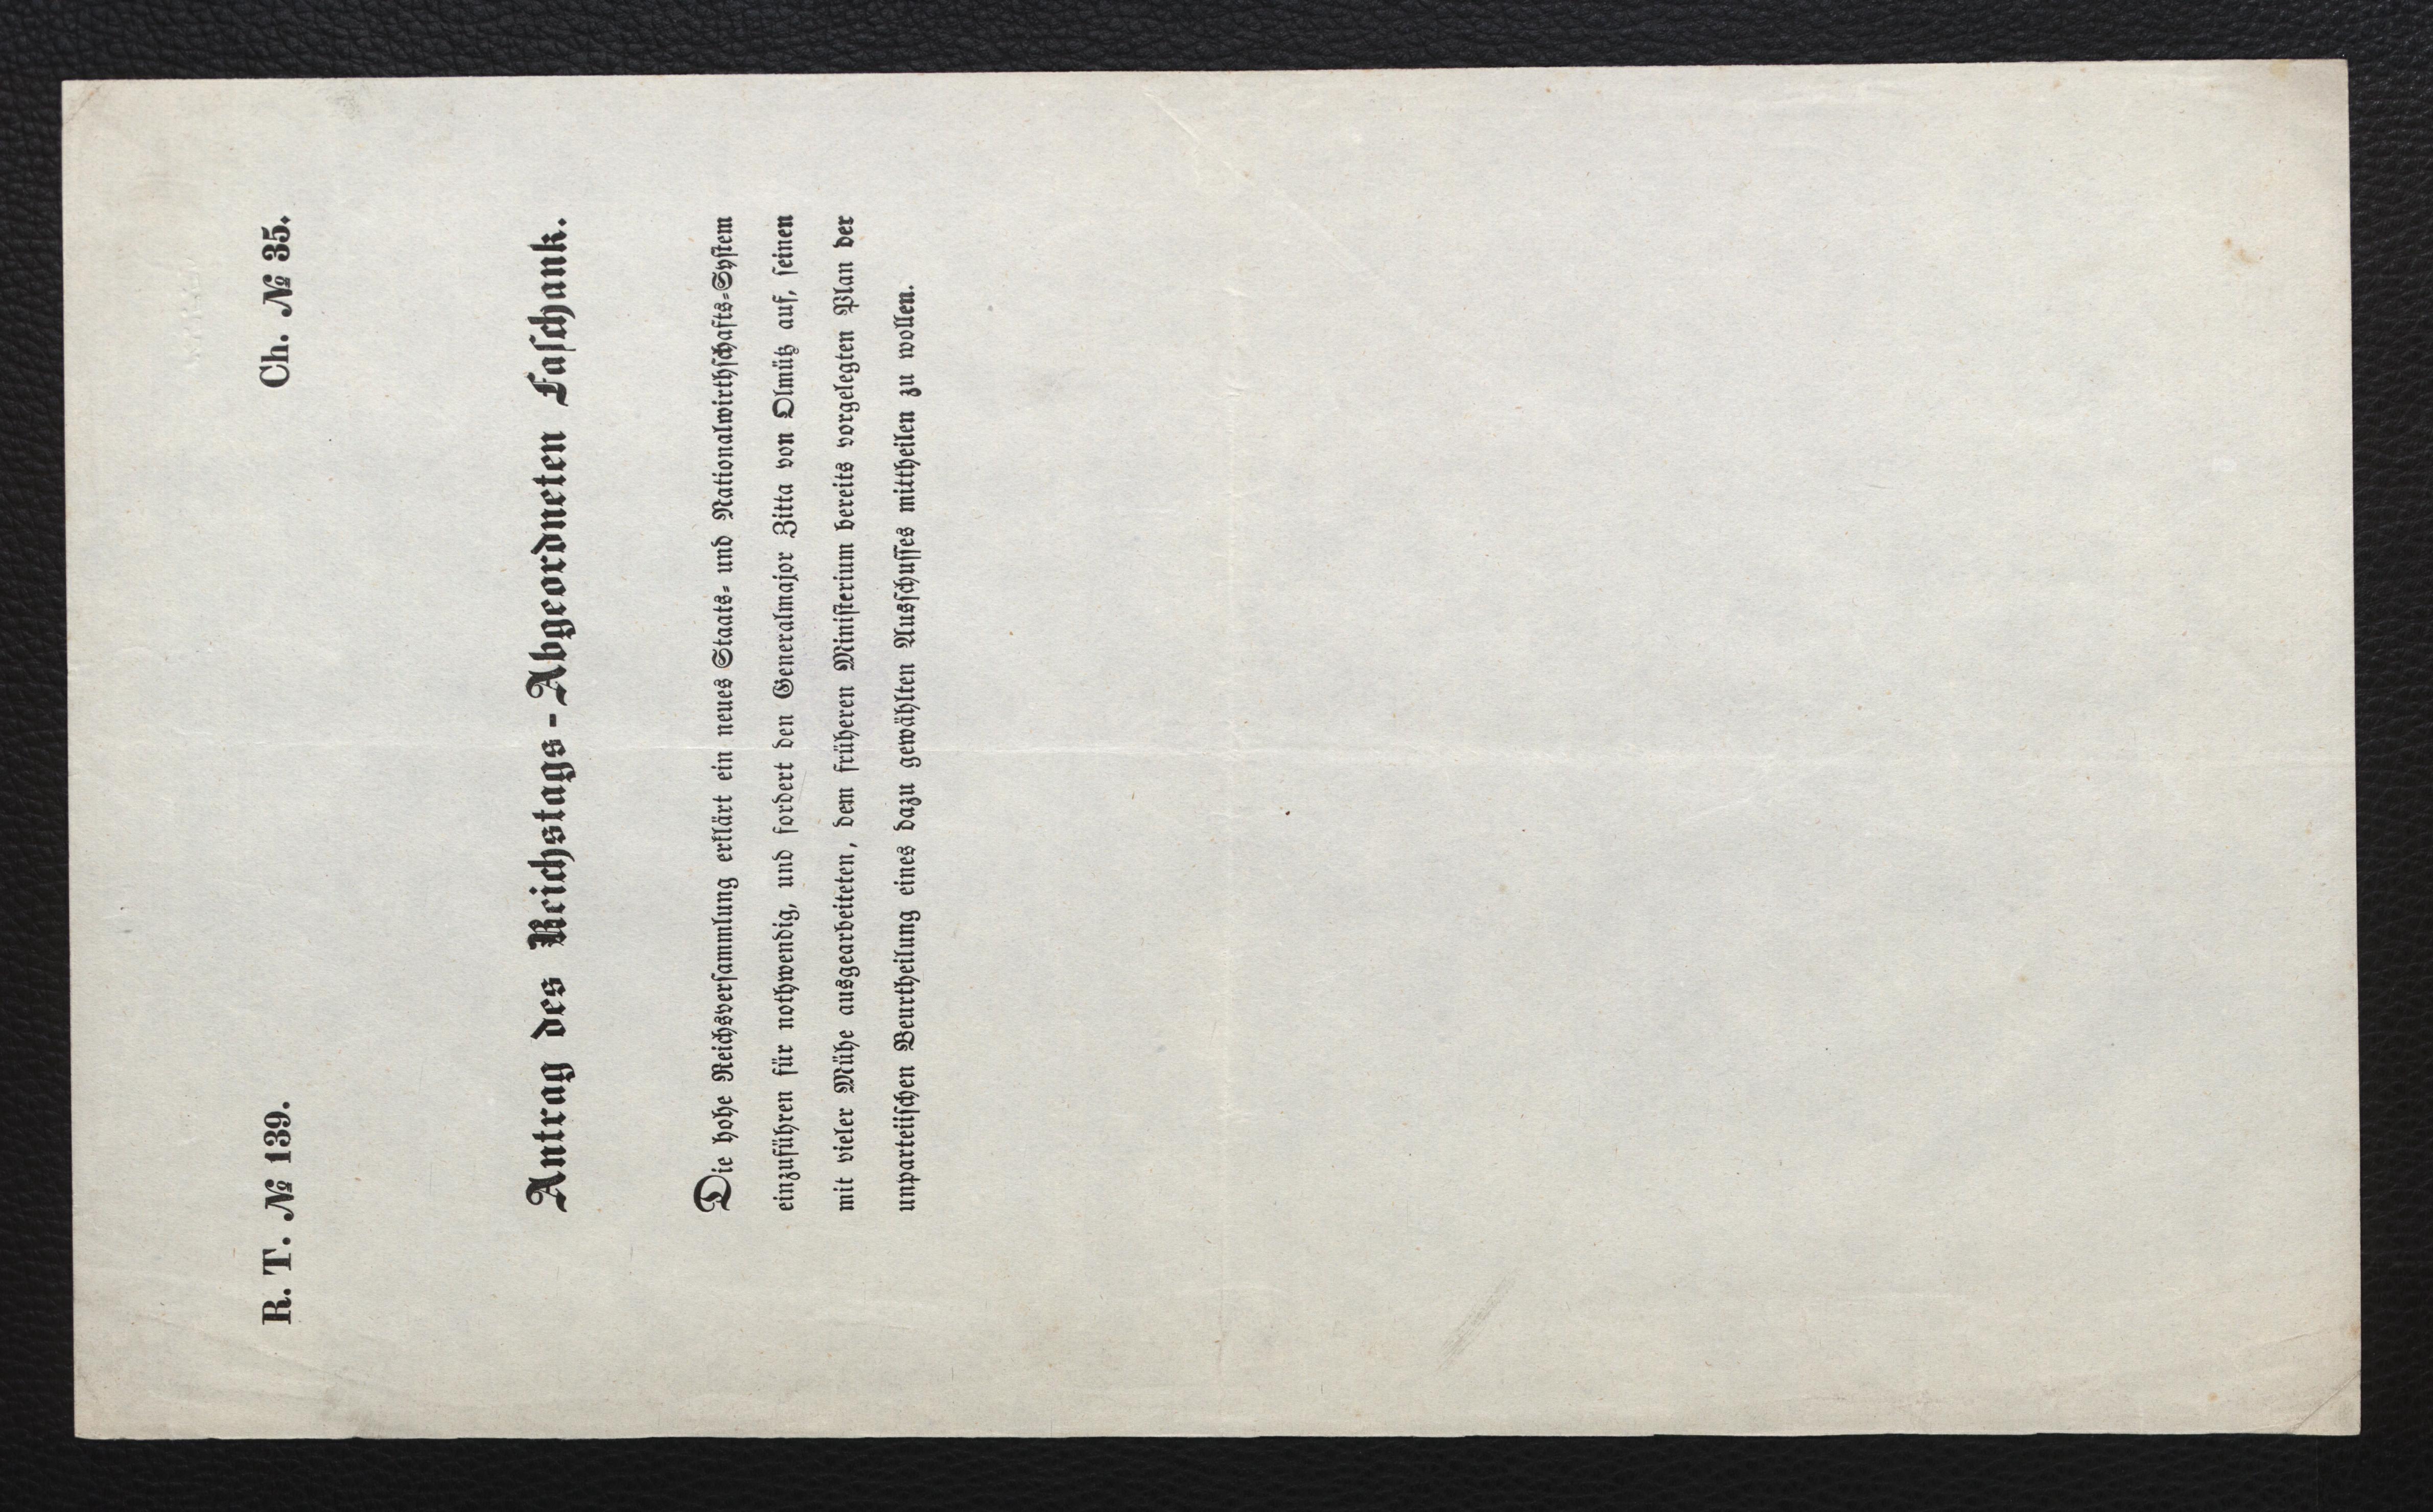 R. T. № 139. Ch. № 35.
Antrag des Reichstags-Abgeordneten Faschank.
Die hohe Reichsversammlung erklärt ein neues Staats- und Nationalwirthschafts-System
einzuführen für nothwendig, und fordert den Generalmajor Zitta von Olmütz auf, seinen
mit vieler Mühe ausgearbeiteten, dem früheren Ministerium bereits vorgelegten Plan der
unparteiischen Beurtheilung eines dazu gewählten Ausschusses mittheilen zu wollen.